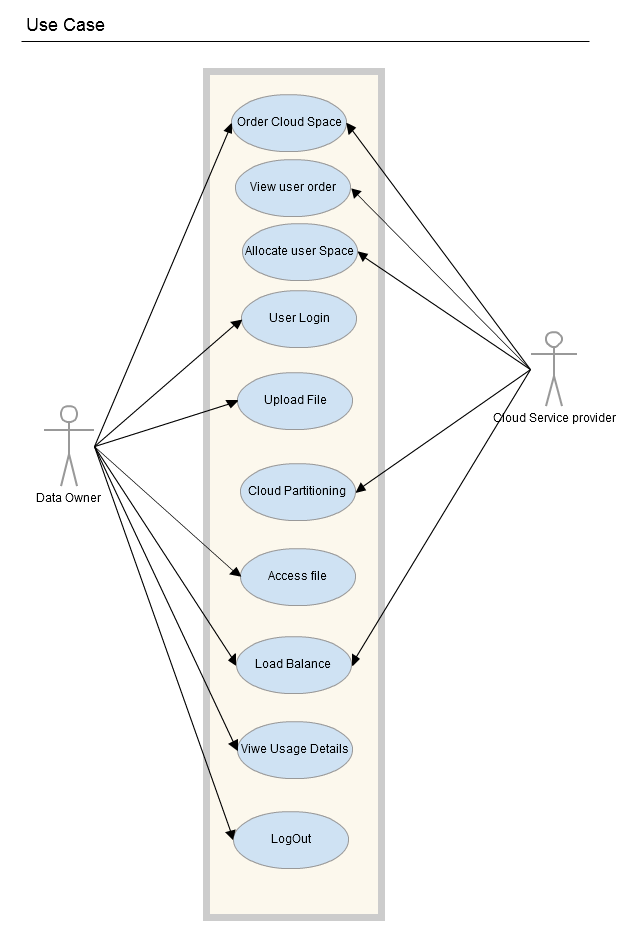 Use Case
Order Cloud Space
View user order
Allocate user Space
User Login
Upload File
Cloud Service provider
Cloud Partitioning
Data Owner
Access file
Load Balance
Viwe Usage Details
LogOut